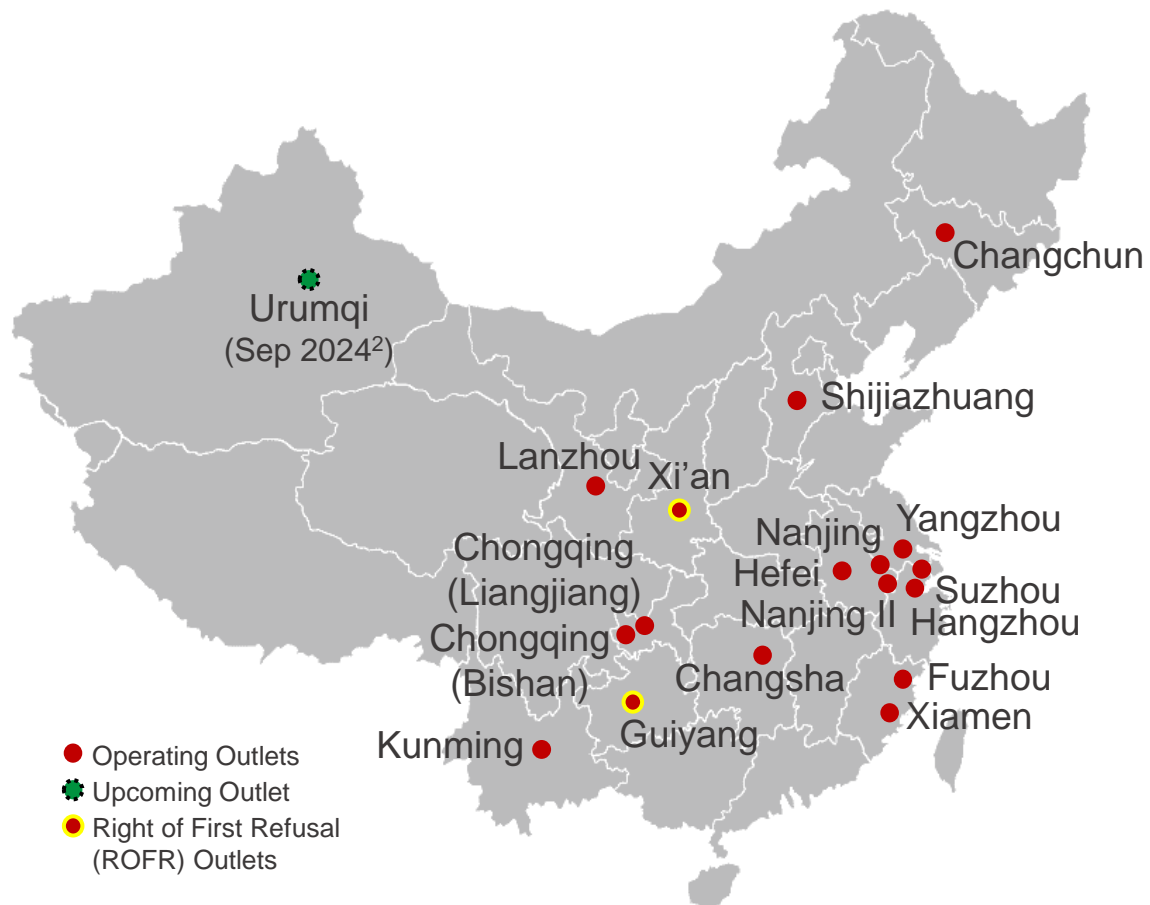 Changchun
Urumqi
(Sep 2024²)
Shijiazhuang
Lanzhou
Xi’an
Yangzhou
Nanjing
Chongqing
(Liangjiang)
Hefei
Suzhou
Nanjing II
Hangzhou
Chongqing
(Bishan)
Changsha
Fuzhou
Xiamen
Guiyang
Kunming
Operating Outlets
Upcoming Outlet
Right of First Refusal
(ROFR) Outlets